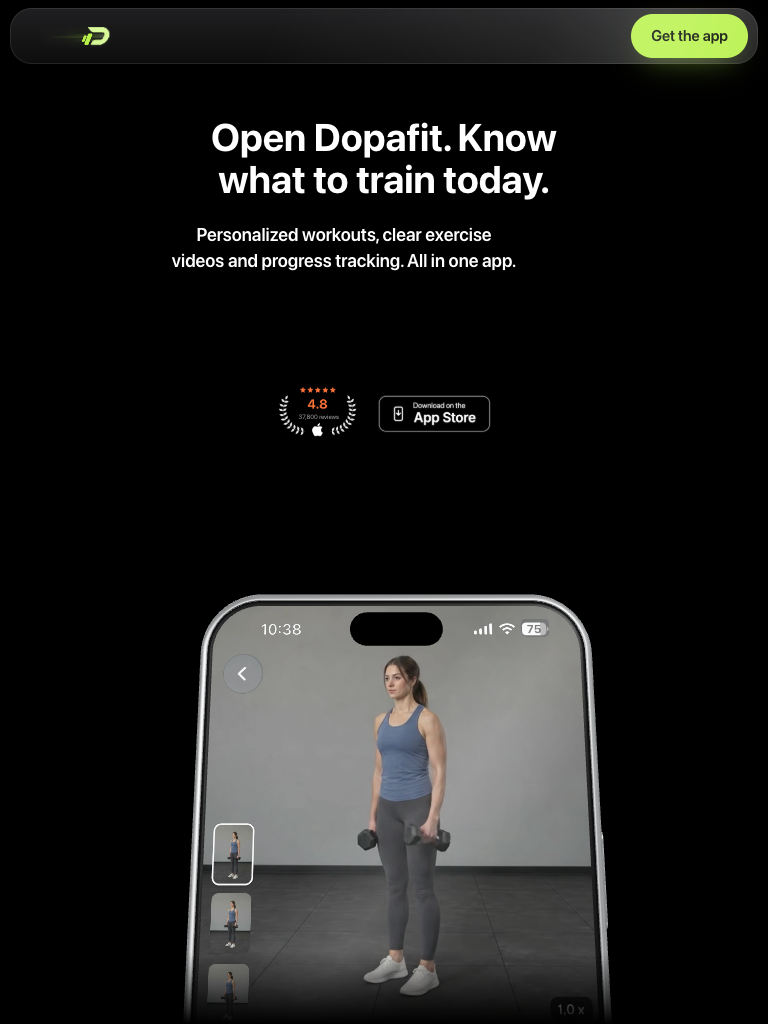 Get the app
Open Dopafit. Know
what to train today.
Personalized workouts, clear exercise
videos and progress tracking. All in one app.
4.8
37,800 reviews
Download on the
App Store
10:38
75
1.0 x